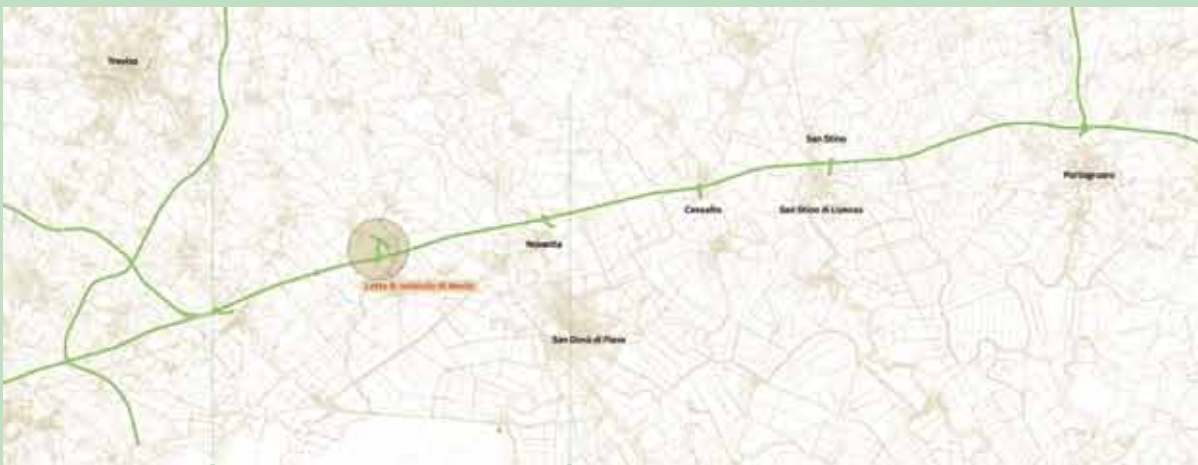 Treviso
San Stino
Portogruaro
Cessalto
San Stino di Livenza
Noventa
San Donà di Piave